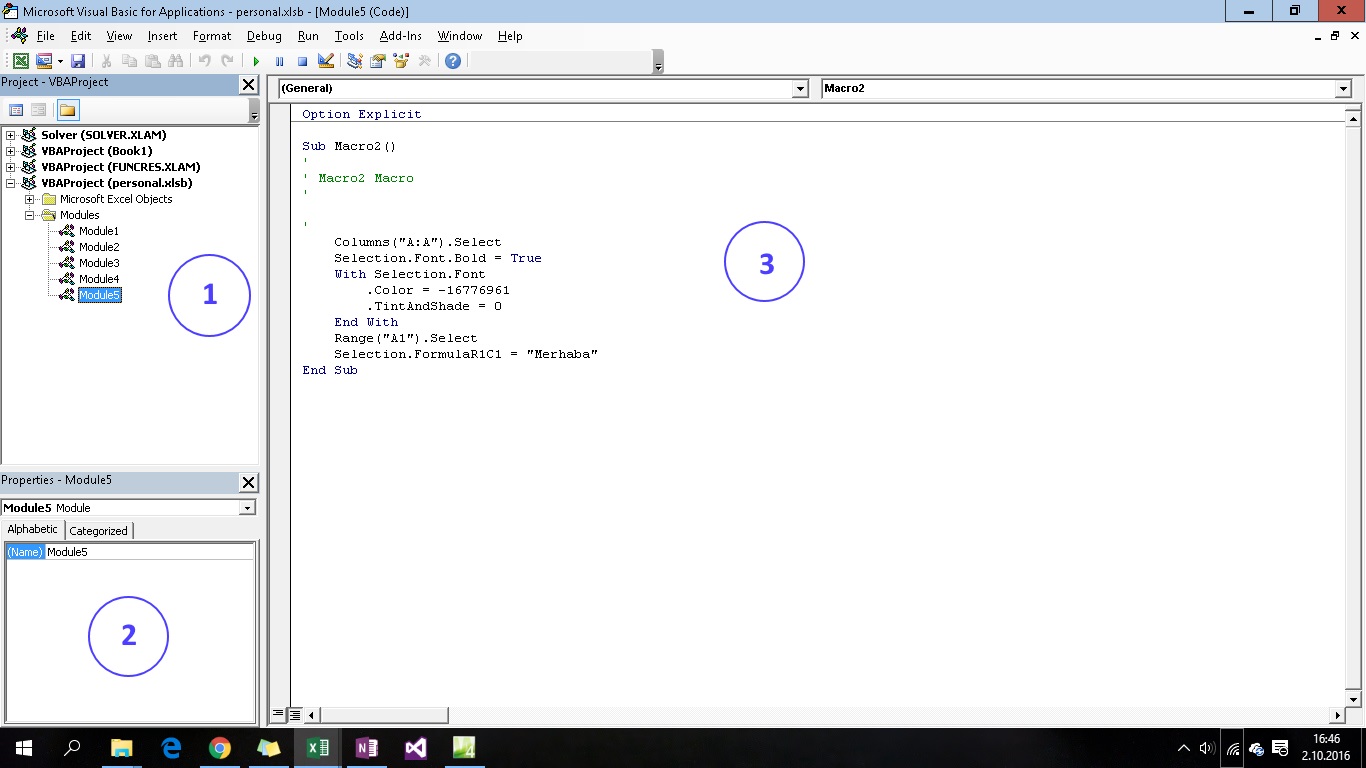 Microsoft Visual Basic for Applications - personal.xlsb - [Module5 (Code)]
File Edit View Insert Format Debug Run Tools Add-Ins Window Help
Project - VBAProject
Solver (SOLVER.XLAM)
VBAProject (Book1)
VBAProject (FUNCRES.XLAM)
VBAProject (personal.xlsb)
Microsoft Excel Objects
Modules
Module1
Module2
Module3
Module4
Module5
1
Properties - Module5
Module5 Module
Alphabetic Categorized
(Name) Module5
2
(General) Macro2
Option Explicit
Sub Macro2()
'
' Macro2 Macro
'
'
Columns("A:A").Select
Selection.Font.Bold = True
With Selection.Font
.Color = -16776961
.TintAndShade = 0
End With
Range("A1").Select
Selection.FormulaR1C1 = "Merhaba"
End Sub
3
16:46
2.10.2016